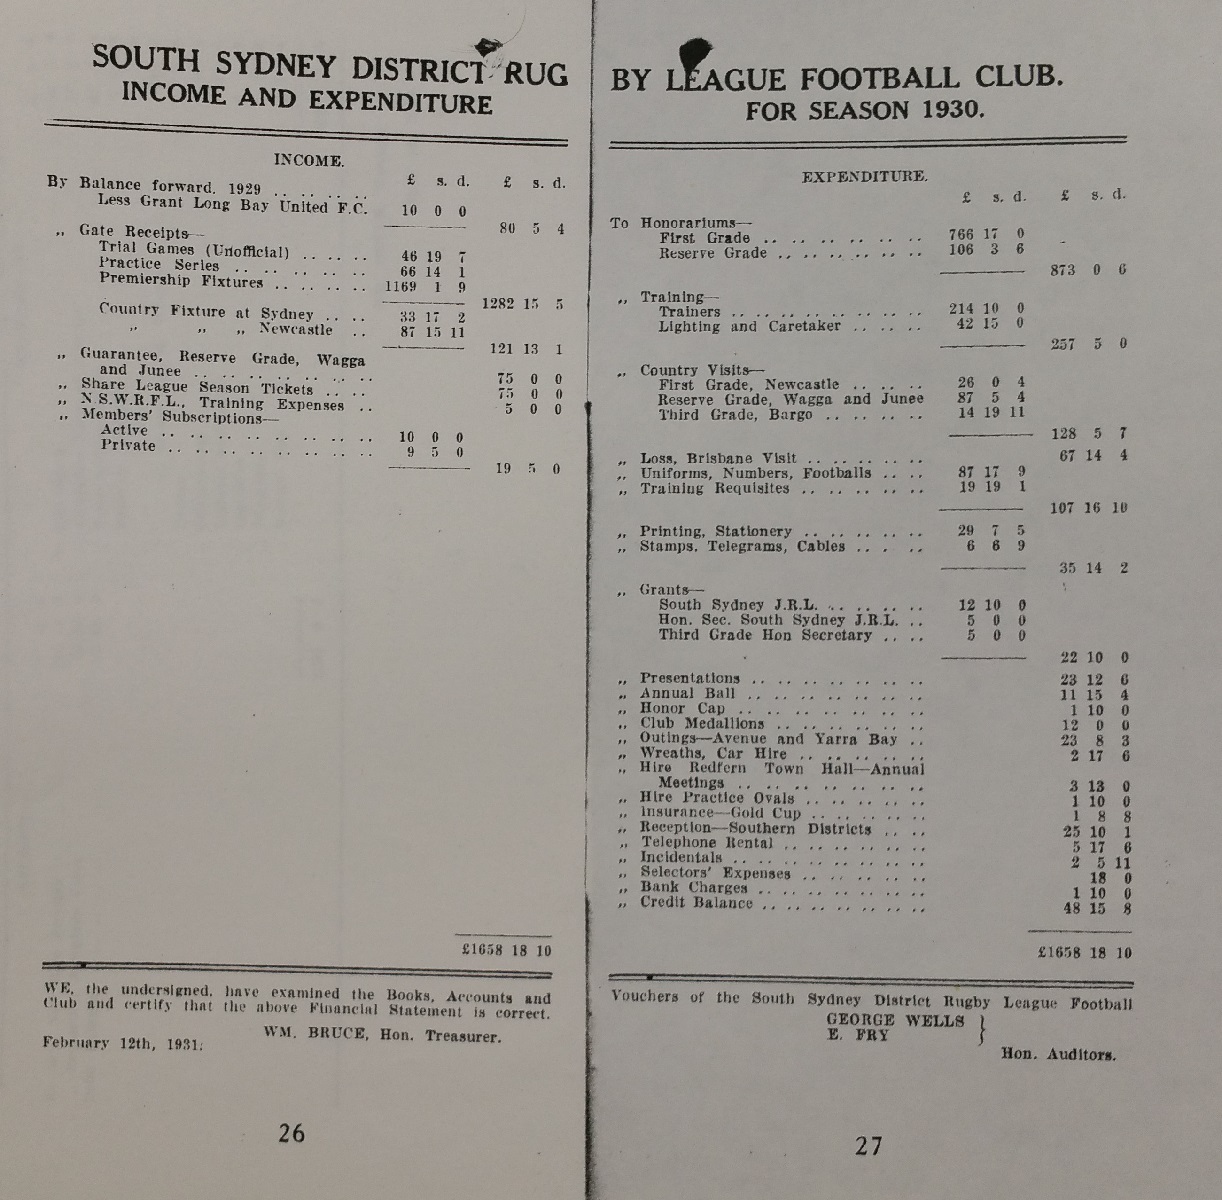 SOUTH SYDNEY DISTRICT RUG
INCOME AND EXPENDITURE
INCOME.
£ s. d. £ s. d.
By Balance forward, 1929 .. .. .. ..
Less Grant Long Bay United F.C. 10 0 0
80 5 4
„ Gate Receipts—
Trial Games (Unofficial) .. .. .. 46 19 7
Practice Series .. .. .. .. .. .. 66 14 1
Premiership Fixtures .. .. .. .. 1169 1 9
1282 15 5
Country Fixture at Sydney .. .. 33 17 2
„ „ „ Newcastle .. 87 15 11
121 13 1
„ Guarantee, Reserve Grade, Wagga
and Junee .. .. .. .. .. .. .. 75 0 0
„ Share League Season Tickets .. .. 75 0 0
„ N.S.W.R.F.L., Training Expenses .. 5 0 0
„ Members' Subscriptions—
Active .. .. .. .. .. .. .. .. 10 0 0
Private .. .. .. .. .. .. .. .. 9 5 0
19 5 0
£1658 18 10
WE, the undersigned, have examined the Books, Accounts and
Club and certify that the above Financial Statement is correct.
WM. BRUCE, Hon. Treasurer.
February 12th, 1931.
26
BY LEAGUE FOOTBALL CLUB.
FOR SEASON 1930.
EXPENDITURE.
£ s. d. £ s. d.
To Honorariums—
First Grade .. .. .. .. .. .. 766 17 0
Reserve Grade .. .. .. .. .. .. 106 3 6
873 0 6
„ Training—
Trainers .. .. .. .. .. .. .. 214 10 0
Lighting and Caretaker .. .. .. 42 15 0
257 5 0
„ Country Visits—
First Grade, Newcastle .. .. .. 26 0 4
Reserve Grade, Wagga and Junee 87 5 4
Third Grade, Bargo .. .. .. .. 14 19 11
128 5 7
„ Loss, Brisbane Visit .. .. .. .. .. 67 14 4
„ Uniforms, Numbers, Footballs .. .. 87 17 9
„ Training Requisites .. .. .. .. .. 19 19 1
107 16 10
„ Printing, Stationery .. .. .. .. .. 29 7 5
„ Stamps, Telegrams, Cables .. .. .. 6 6 9
35 14 2
„ Grants—
South Sydney J.R.L. .. .. .. .. 12 10 0
Hon. Sec. South Sydney J.R.L. .. 5 0 0
Third Grade Hon Secretary .. .. 5 0 0
22 10 0
„ Presentations .. .. .. .. .. .. .. 23 12 6
„ Annual Ball .. .. .. .. .. .. .. 11 15 4
„ Honor Cap .. .. .. .. .. .. .. 1 10 0
„ Club Medallions .. .. .. .. .. .. 12 0 0
„ Outings—Avenue and Yarra Bay .. 23 8 3
„ Wreaths, Car Hire .. .. .. .. .. 2 17 6
„ Hire Redfern Town Hall—Annual
Meetings .. .. .. .. .. .. .. 3 13 0
„ Hire Practice Ovals .. .. .. .. .. 1 10 0
„ Insurance—Gold Cup .. .. .. .. .. 1 8 8
„ Reception—Southern Districts .. .. 25 10 1
„ Telephone Rental .. .. .. .. .. .. 5 17 6
„ Incidentals .. .. .. .. .. .. .. 2 5 11
„ Selectors' Expenses .. .. .. .. .. 18 0
„ Bank Charges .. .. .. .. .. .. .. 1 10 0
„ Credit Balance .. .. .. .. .. .. .. 48 15 8
£1658 18 10
Vouchers of the South Sydney District Rugby League Football
GEORGE WELLS }
E. FRY
Hon. Auditors.
27